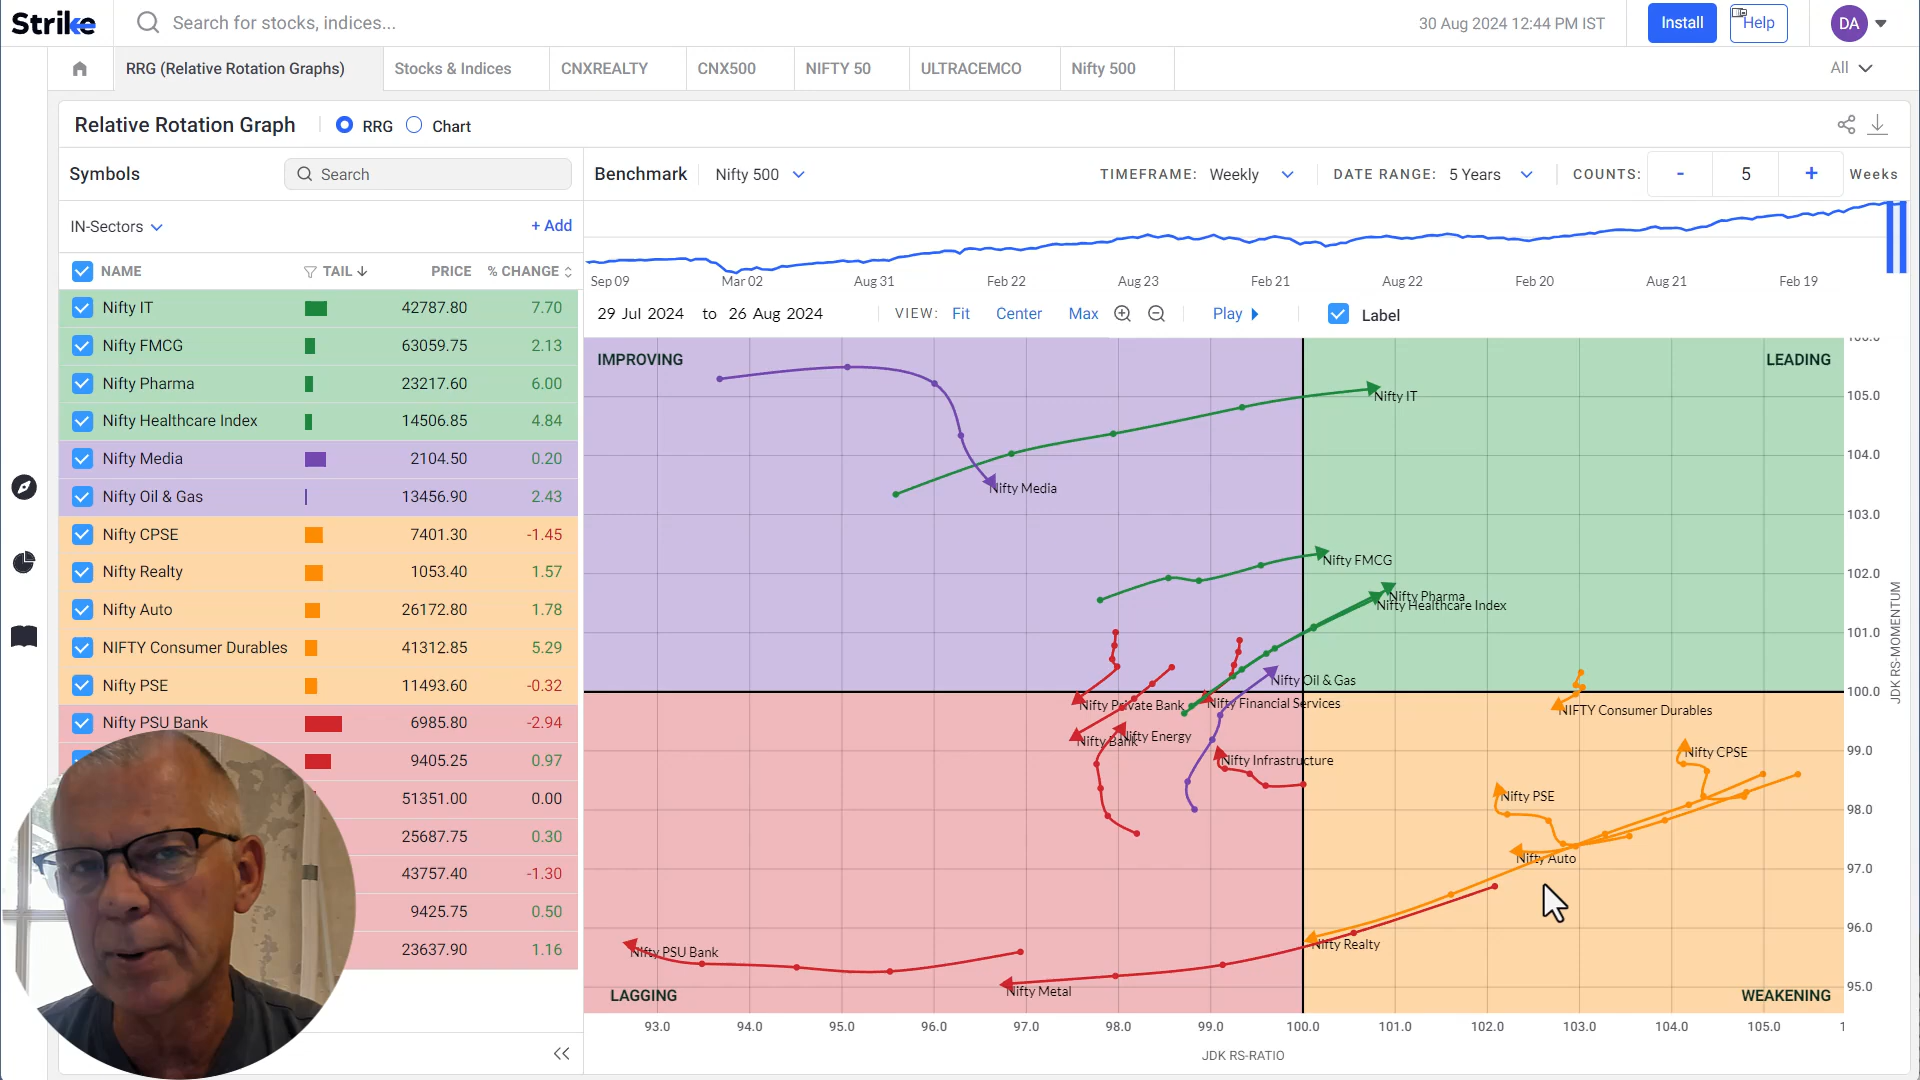 Strike
Search for stocks, indices...
30 Aug 2024 12:44 PM IST
Install
Help
DA
RRG (Relative Rotation Graphs)
Stocks & Indices
CNXREALTY
CNX500
NIFTY 50
ULTRACEMCO
Nifty 500
All
Relative Rotation Graph
RRG
Chart
Symbols
Search
Benchmark
Nifty 500
TIMEFRAME: Weekly
DATE RANGE: 5 Years
COUNTS: - 5 + Weeks
IN-Sectors
+ Add
NAME TAIL PRICE % CHANGE
Nifty IT 42787.80 7.70
Nifty FMCG 63059.75 2.13
Nifty Pharma 23217.60 6.00
Nifty Healthcare Index 14506.85 4.84
Nifty Media 2104.50 0.20
Nifty Oil & Gas 13456.90 2.43
Nifty CPSE 7401.30 -1.45
Nifty Realty 1053.40 1.57
Nifty Auto 26172.80 1.78
NIFTY Consumer Durables 41312.85 5.29
Nifty PSE 11493.60 -0.32
Nifty PSU Bank 6985.80 -2.94
9405.25 0.97
51351.00 0.00
25687.75 0.30
43757.40 -1.30
9425.75 0.50
23637.90 1.16
Sep 09 Mar 02 Aug 31 Feb 22 Aug 23 Feb 21 Aug 22 Feb 20 Aug 21 Feb 19
29 Jul 2024 to 26 Aug 2024
VIEW: Fit Center Max
Play
Label
IMPROVING
LEADING
Nifty IT
Nifty Media
Nifty FMCG
Nifty Pharma
Nifty Healthcare Index
Nifty Oil & Gas
Nifty Private Bank
Nifty Financial Services
NIFTY Consumer Durables
Nifty Bank
Nifty Energy
Nifty CPSE
Nifty Infrastructure
Nifty PSE
Nifty Auto
Nifty Realty
Nifty PSU Bank
Nifty Metal
LAGGING
WEAKENING
105.0
104.0
103.0
102.0
101.0
100.0
99.0
98.0
97.0
96.0
95.0
JDK RS-MOMENTUM
93.0 94.0 95.0 96.0 97.0 98.0 99.0 100.0 101.0 102.0 103.0 104.0 105.0 1
JDK RS-RATIO